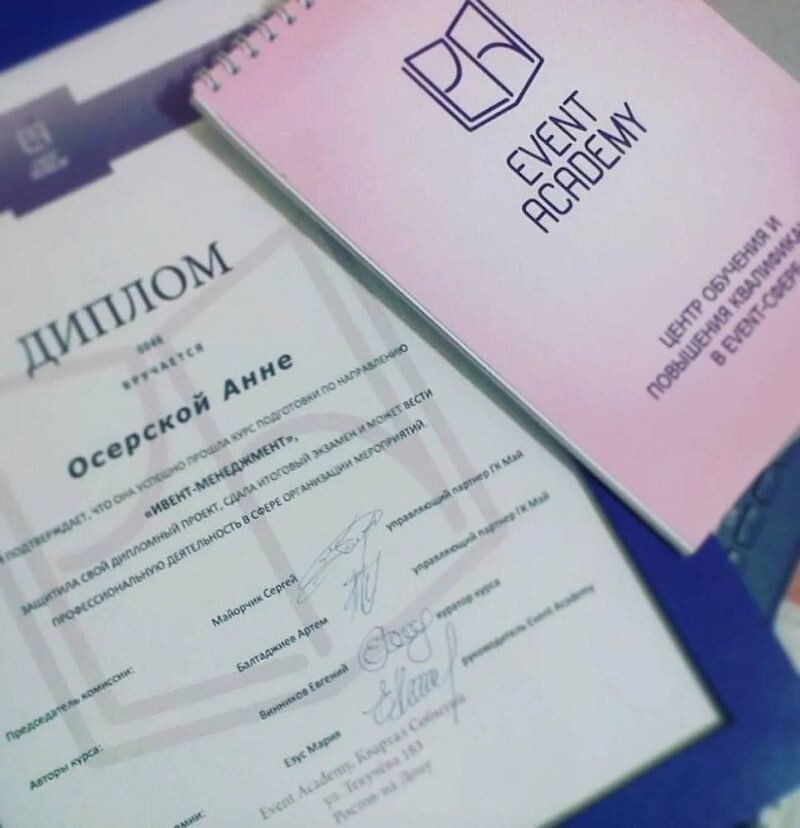 EVENT
ACADEMY
ЦЕНТР ОБУЧЕНИЯ И
ПОВЫШЕНИЯ
В EVENT-СФЕРЕ
ДИПЛОМ
0046
ВРУЧАЕТСЯ
Осерской Анне
ПОДТВЕРЖДАЕТ, ЧТО ОНА УСПЕШНО ПРОШЛА КУРС ПОДГОТОВКИ ПО НАПРАВЛЕНИЮ
«ИВЕНТ-МЕНЕДЖМЕНТ»,
ЗАЩИТИЛА СВОЙ ДИПЛОМНЫЙ ПРОЕКТ, СДАЛА ИТОГОВЫЙ ЭКЗАМЕН И МОЖЕТ ВЕСТИ
ПРОФЕССИОНАЛЬНУЮ ДЕЯТЕЛЬНОСТЬ В СФЕРЕ ОРГАНИЗАЦИИ МЕРОПРИЯТИЙ.
Председатель комиссии: Майорчик Сергей управляющий партнер ГК Май
Авторы курса: Балтаджиев Артем управляющий партнер ГК Май
Винников Евгений куратор курса
Езус Мария руководитель Event Academy
Event Academy, Квартал Событий
ул. Текучёва 183
Ростов на Дону